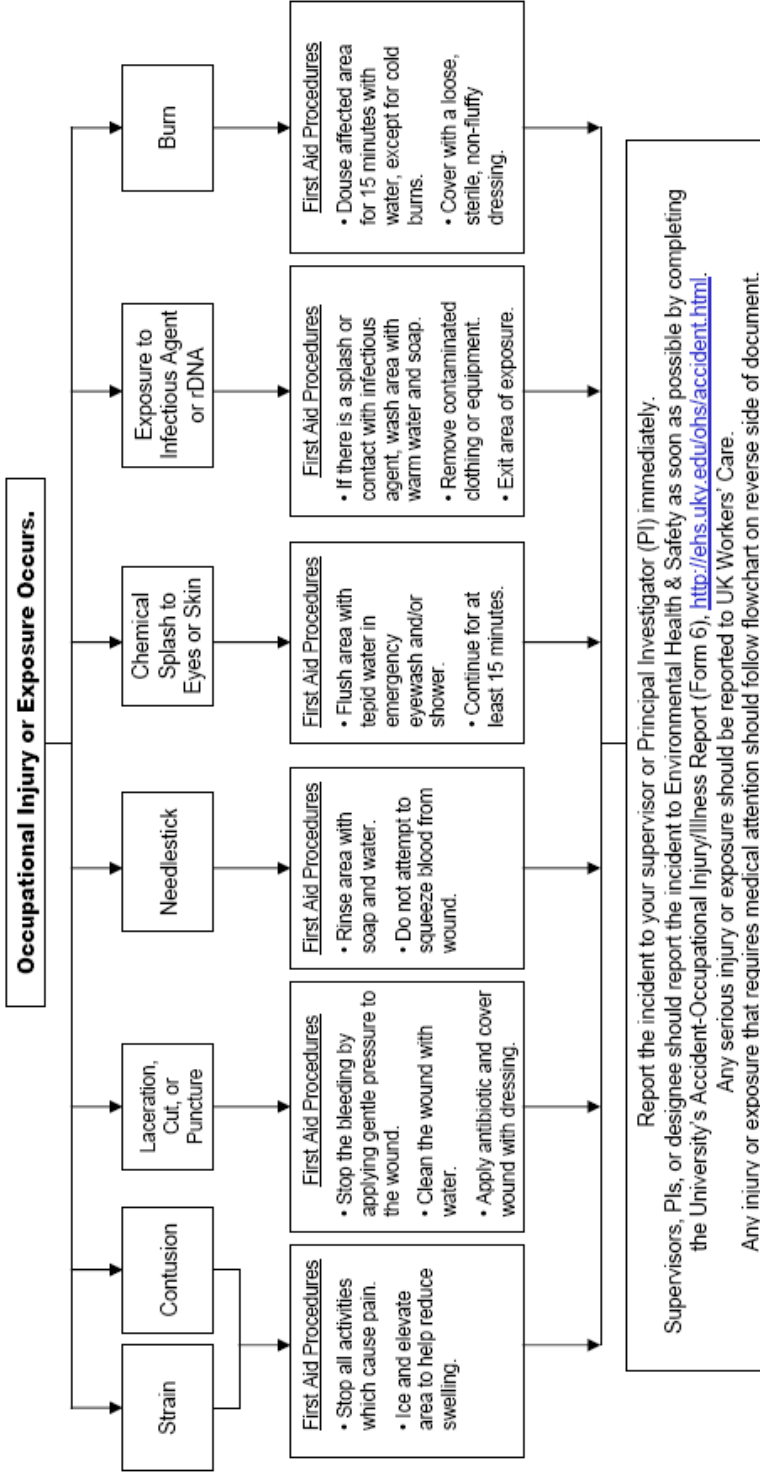 Occupational Injury or Exposure Occurs.
Strain
Contusion
Laceration,
Cut, or
Puncture
Needlestick
Chemical
Splash to
Eyes or Skin
Exposure to
Infectious Agent
or rDNA
Burn
First Aid Procedures
• Stop all activities
which cause pain.
• Ice and elevate
area to help reduce
swelling.
First Aid Procedures
• Stop the bleeding by
applying gentle pressure to
the wound.
• Clean the wound with
water.
• Apply antibiotic and cover
wound with dressing.
First Aid Procedures
• Rinse area with
soap and water.
• Do not attempt to
squeeze blood from
wound.
First Aid Procedures
• Flush area with
tepid water in
emergency
eyewash and/or
shower.
• Continue for at
least 15 minutes.
First Aid Procedures
• If there is a splash or
contact with infectious
agent, wash area with
warm water and soap.
• Remove contaminated
clothing or equipment.
• Exit area of exposure.
First Aid Procedures
• Douse affected area
for 15 minutes with
water, except for cold
burns.
• Cover with a loose,
sterile, non-fluffy
dressing.
Report the incident to your supervisor or Principal Investigator (PI) immediately.
Supervisors, PIs, or designee should report the incident to Environmental Health & Safety as soon as possible by completing
the University's Accident-Occupational Injury/Illness Report (Form 6), http://ehs.uky.edu/ohs/accident.html.
Any serious injury or exposure should be reported to UK Workers' Care.
Any injury or exposure that requires medical attention should follow flowchart on reverse side of document.